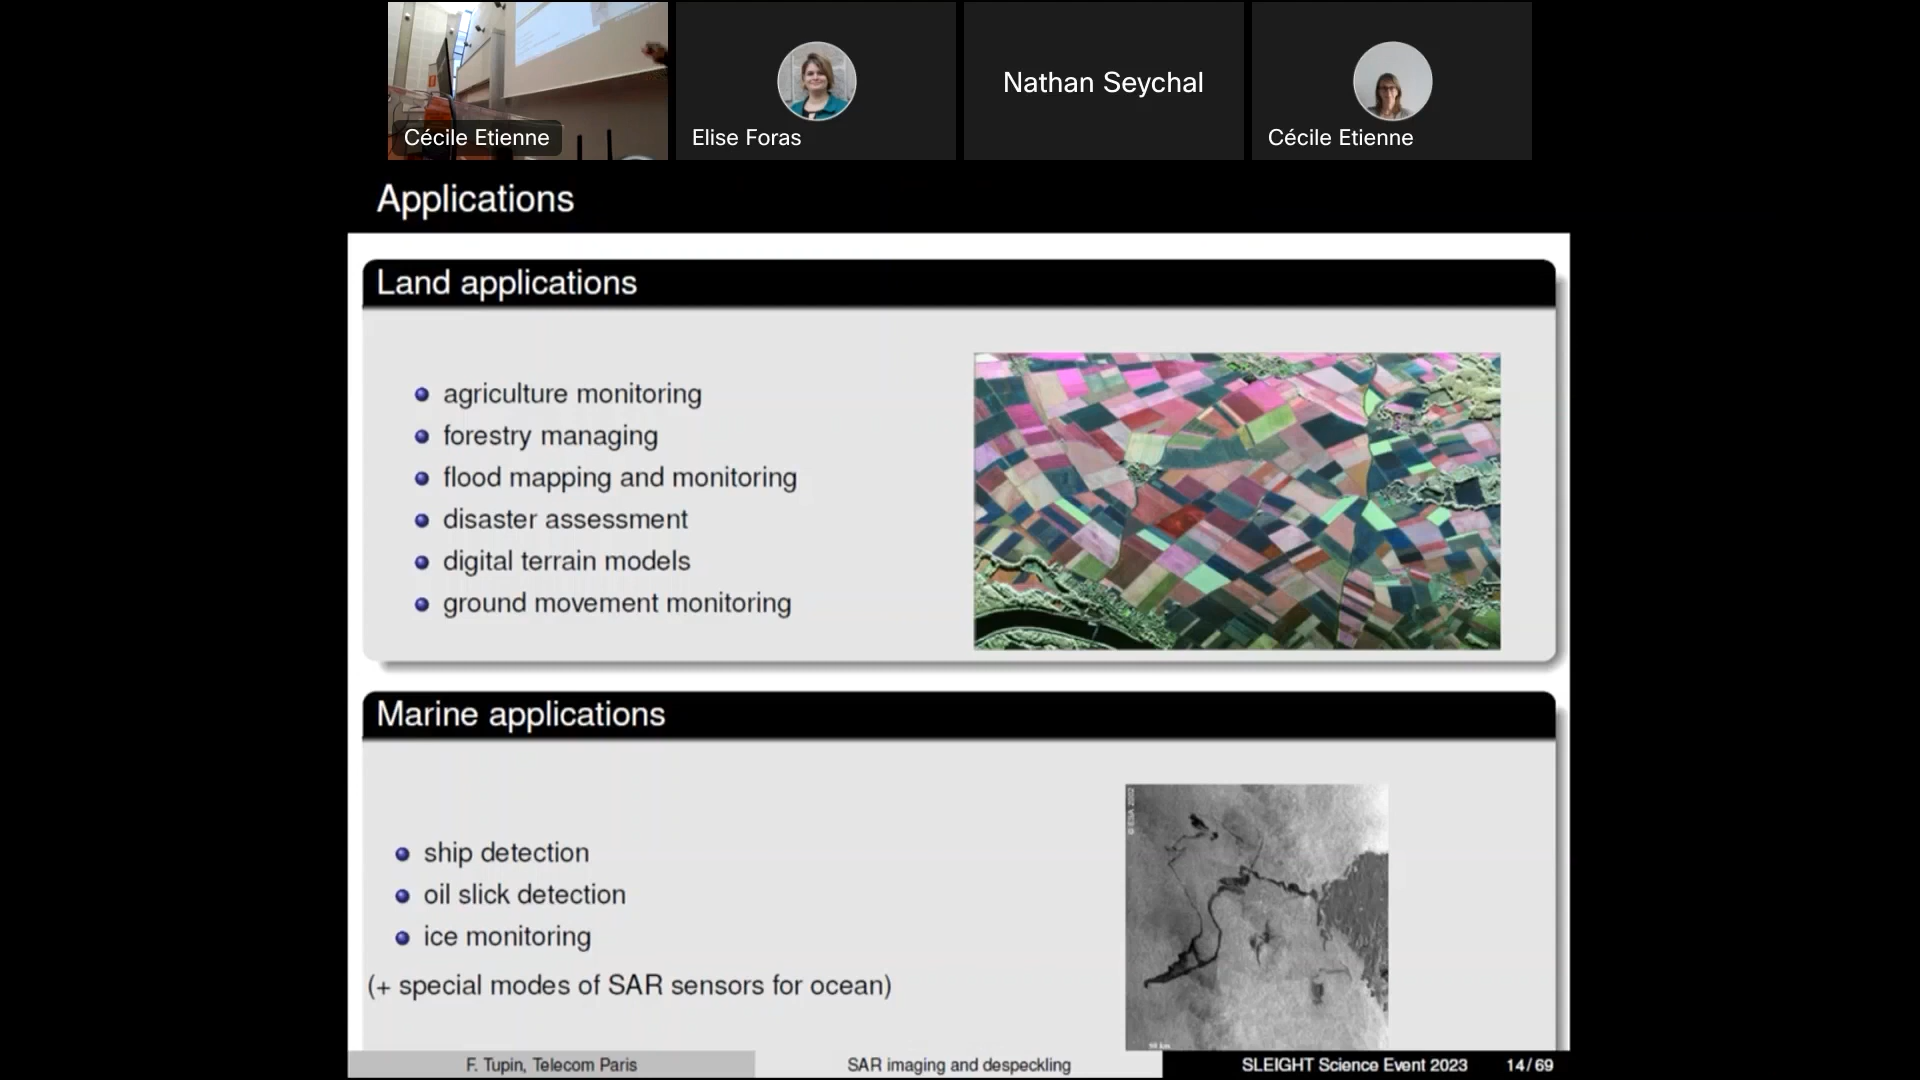 Cécile Etienne
Elise Foras
Nathan Seychal
Cécile Etienne
Applications
Land applications
agriculture monitoring
forestry managing
flood mapping and monitoring
disaster assessment
digital terrain models
ground movement monitoring
Marine applications
ship detection
oil slick detection
ice monitoring
(+ special modes of SAR sensors for ocean)
© ESA 2002
F. Tupin, Telecom Paris
SAR imaging and despeckling
SLEIGHT Science Event 2023
14/69